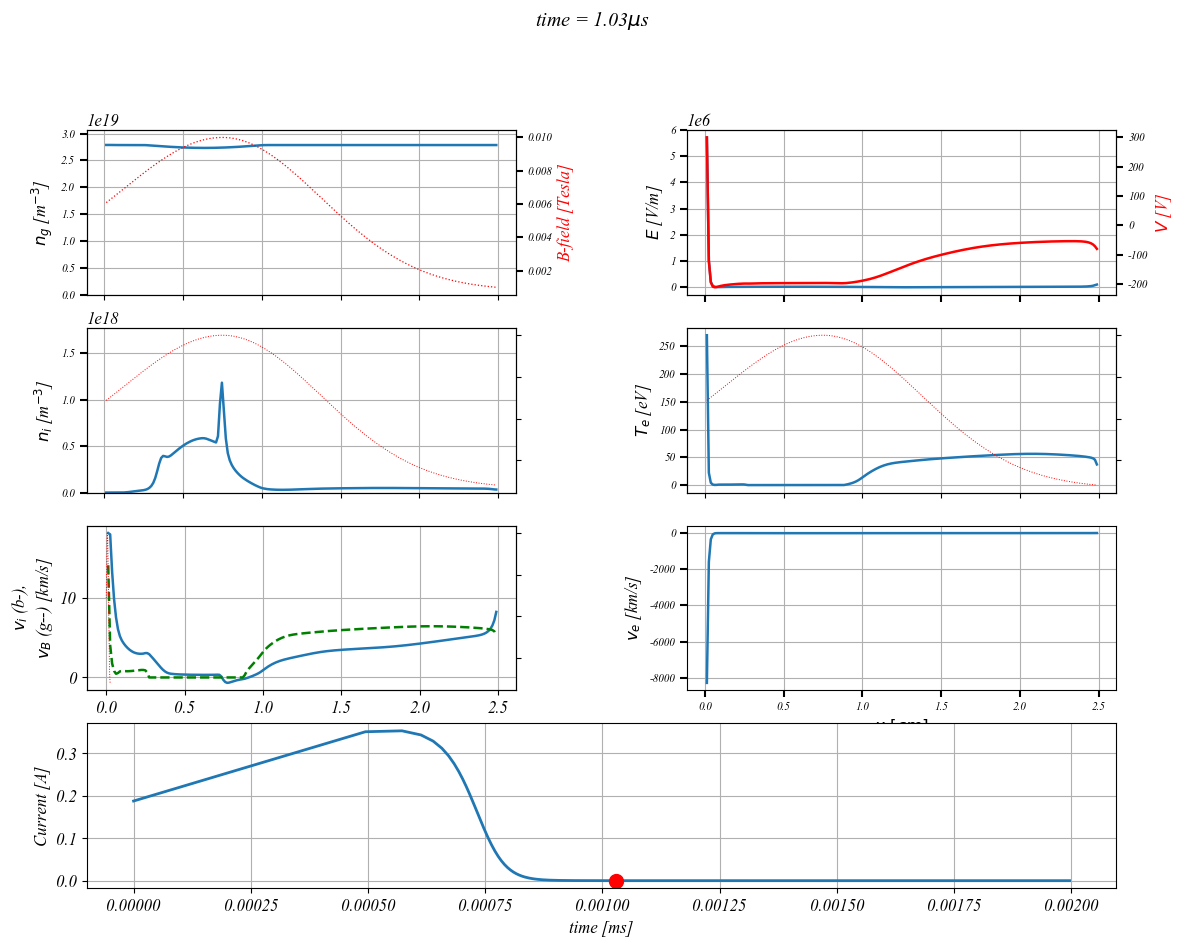 time = 1.03μs
1e19
n_g [m^−3]
3.0
2.5
2.0
1.5
1.0
0.5
0.0
0.010
0.008
0.006
0.004
0.002
B-field [Tesla]
1e6
E [V/m]
6
5
4
3
2
1
0
300
200
100
0
-100
-200
V [V]
1e18
n_i [m^−3]
1.5
1.0
0.5
0.0
T_e [eV]
250
200
150
100
50
0
v_i (b-),
v_B (g--) [km/s]
10
0
0.0 0.5 1.0 1.5 2.0 2.5
v_e [km/s]
0
-2000
-4000
-6000
-8000
0.0 0.5 1.0 1.5 2.0 2.5
Current [A]
0.3
0.2
0.1
0.0
0.00000 0.00025 0.00050 0.00075 0.00100 0.00125 0.00150 0.00175 0.00200
time [ms]